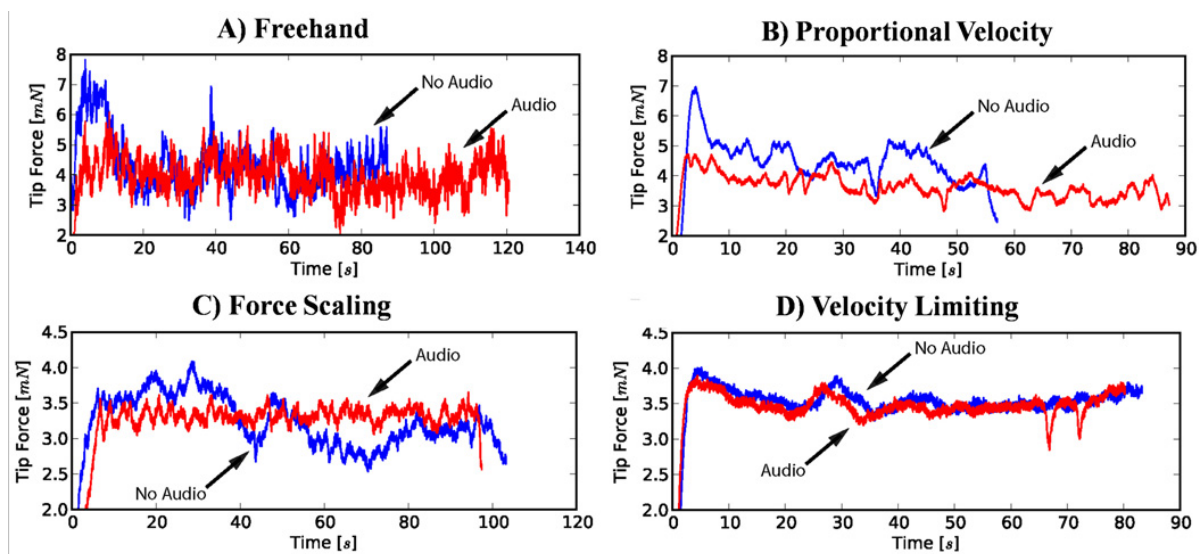 A) Freehand
Tip Force [mN]
8
7
6
5
4
3
2
0 20 40 60 80 100 120 140
Time [s]
No Audio
Audio
B) Proportional Velocity
Tip Force [mN]
8
7
6
5
4
3
2
0 10 20 30 40 50 60 70 80 90
Time [s]
No Audio
Audio
C) Force Scaling
Tip Force [mN]
4.5
4.0
3.5
3.0
2.5
2.0
0 20 40 60 80 100 120
Time [s]
Audio
No Audio
D) Velocity Limiting
Tip Force [mN]
4.5
4.0
3.5
3.0
2.5
2.0
0 10 20 30 40 50 60 70 80 90
Time [s]
No Audio
Audio